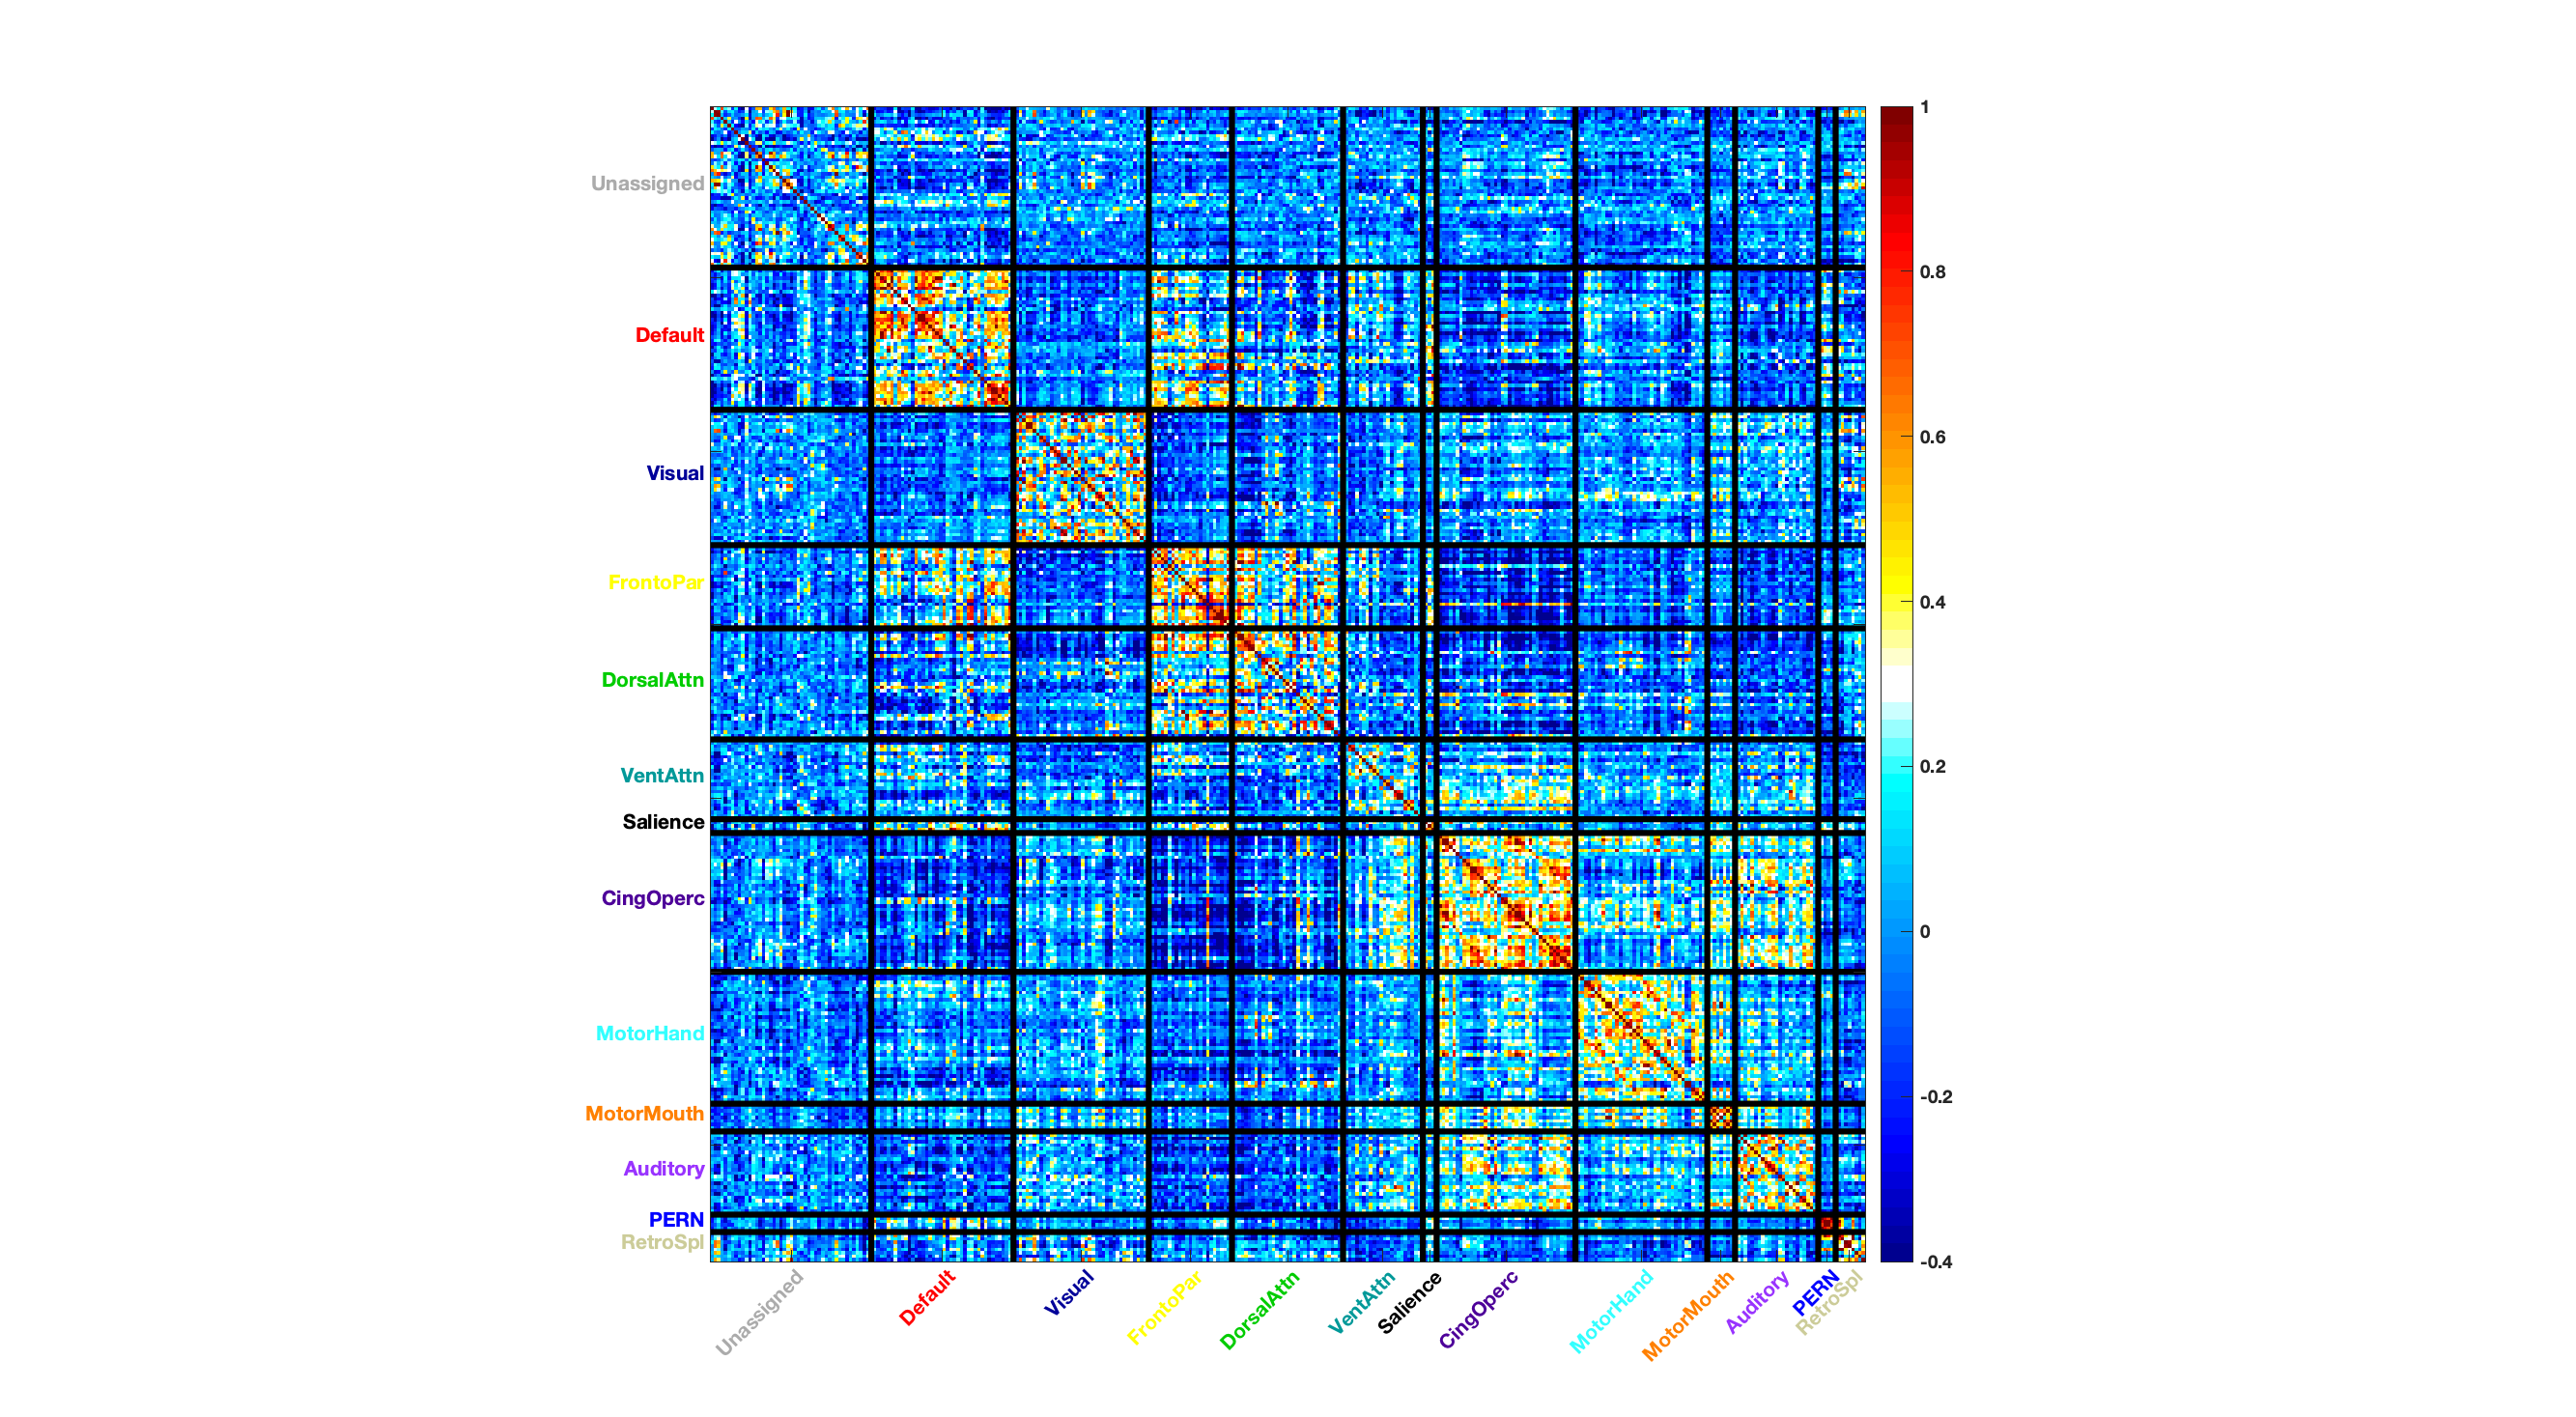 Unassigned
Default
Visual
FrontoPar
DorsalAttn
VentAttn
Salience
CingOperc
MotorHand
MotorMouth
Auditory
PERN
RetroSpl
Unassigned
Default
Visual
FrontoPar
DorsalAttn
VentAttn
Salience
CingOperc
MotorHand
MotorMouth
Auditory
PERN
RetroSpl
1
0.8
0.6
0.4
0.2
0
-0.2
-0.4